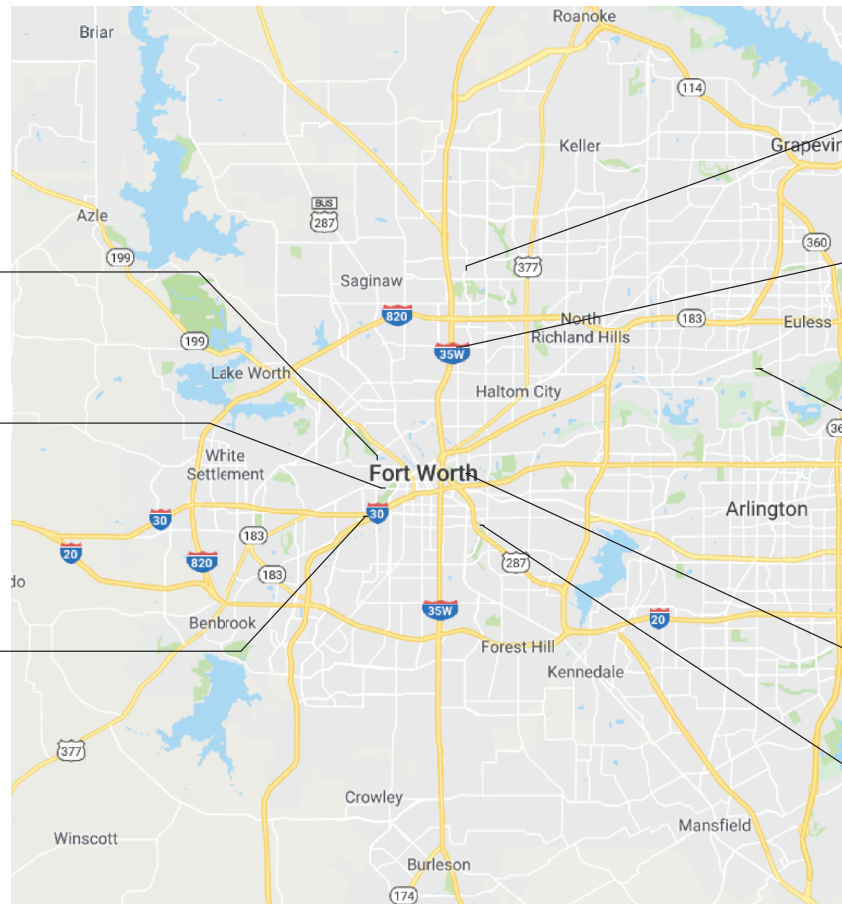 Roanoke
Briar
114
Keller
Grapevin
Azle
BUS
287
199
360
377
Saginaw
820
North
Richland Hills
183
Euless
199
35W
Lake Worth
Haltom City
36
White
Settlement
Fort Worth
Arlington
30
30
183
20
820
287
183
do
35W
20
Benbrook
Forest Hill
Kennedale
377
Crowley
Mansfield
Winscott
Burleson
174